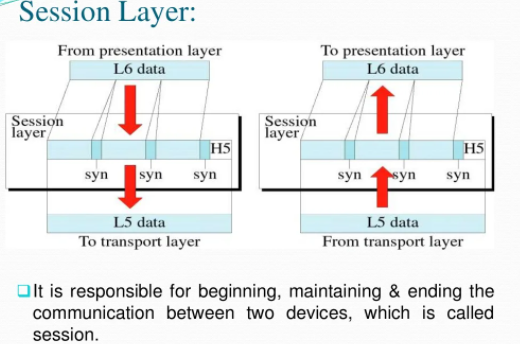 Session Layer:
From presentation layer
L6 data
Session
layer
H5
syn syn syn
L5 data
To transport layer
To presentation layer
L6 data
Session
layer
H5
syn syn syn
L5 data
From transport layer
It is responsible for beginning, maintaining & ending the
communication between two devices, which is called
session.